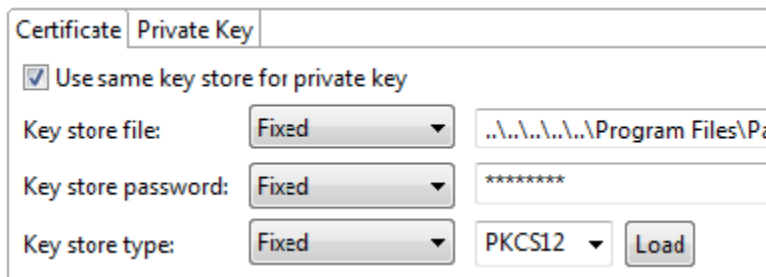 Certificate Private Key
Use same key store for private key
Key store file: Fixed ..\..\..\..\..\Program Files\Pa
Key store password: Fixed ********
Key store type: Fixed PKCS12 Load